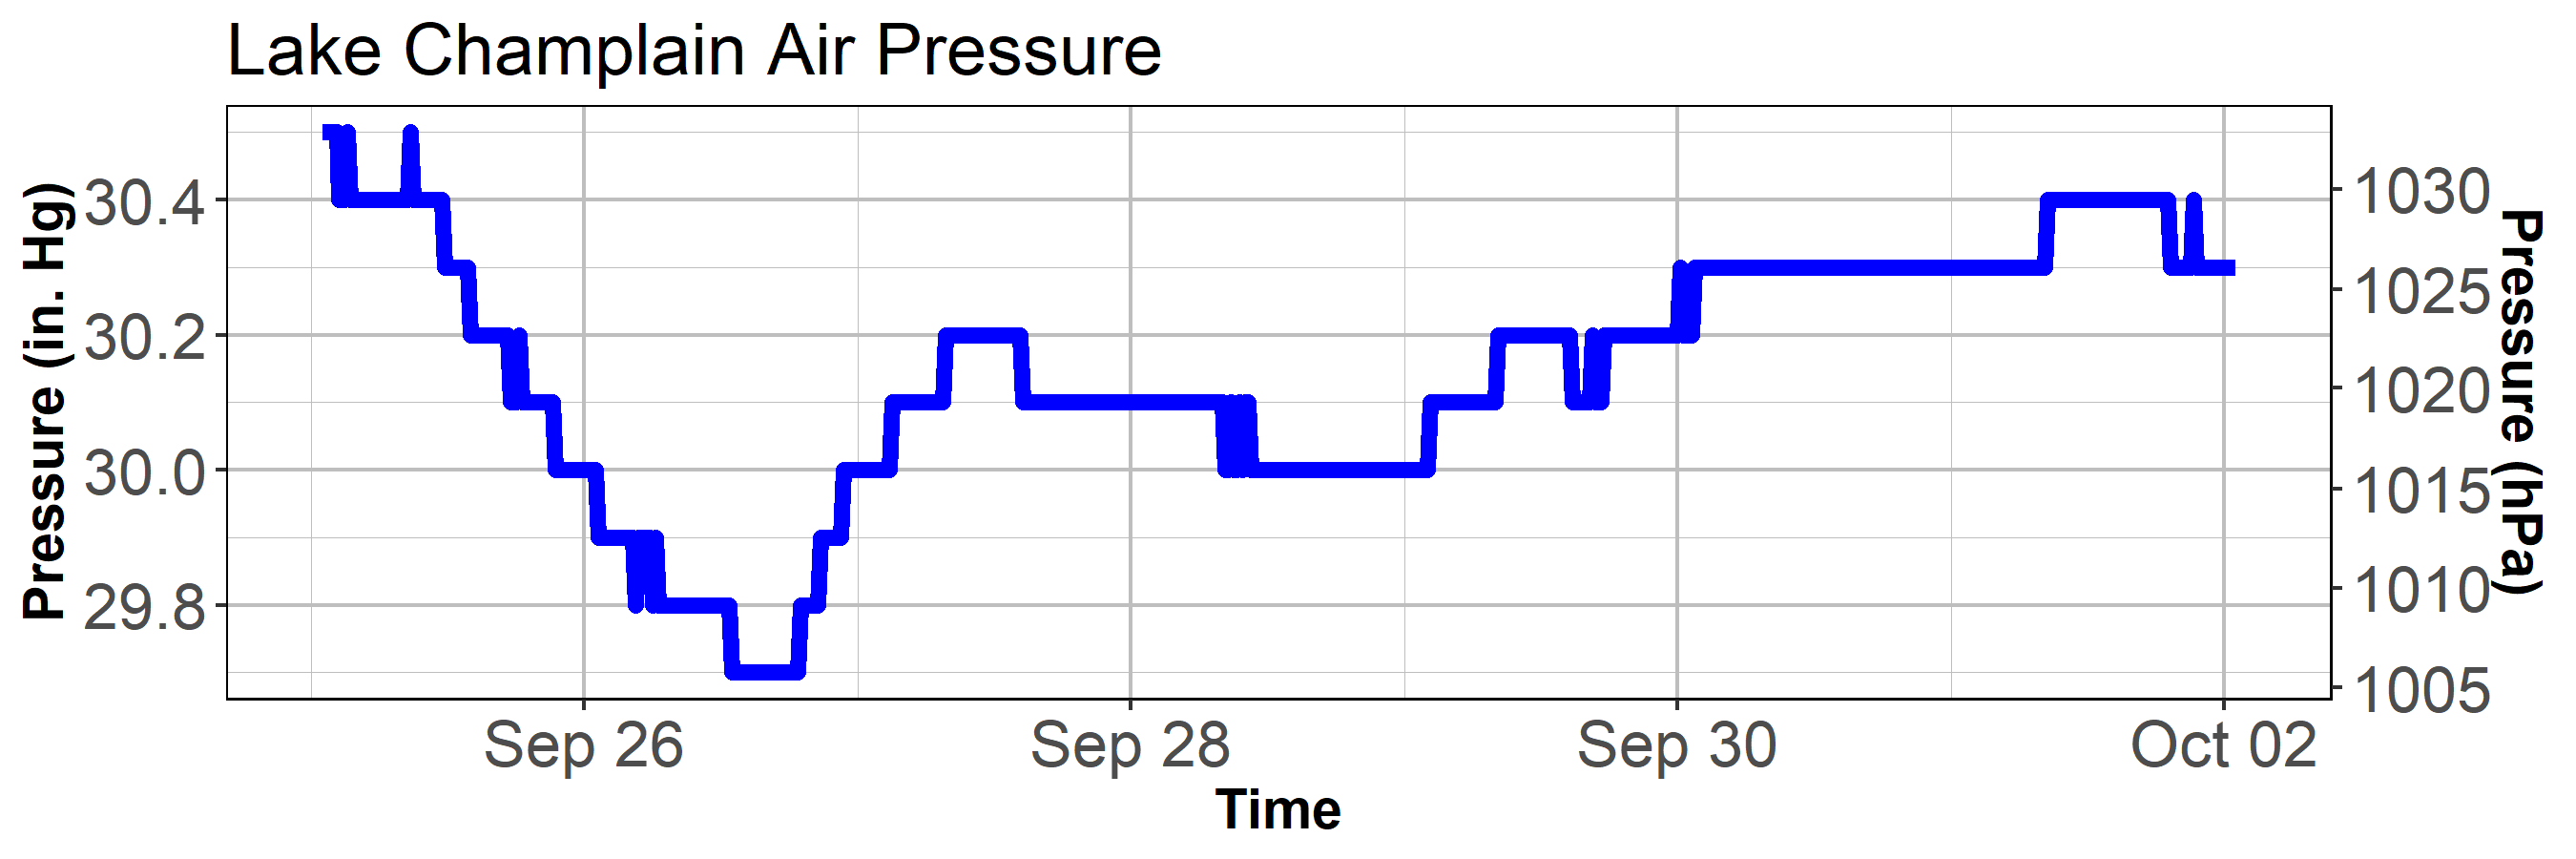 Lake Champlain Air Pressure
Pressure (in. Hg)
30.4
30.2
30.0
29.8
1030
1025
1020
1015
1010
1005
Pressure (hPa)
Sep 26 Sep 28 Sep 30 Oct 02
Time